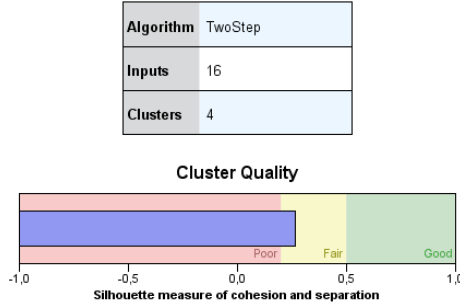 Algorithm TwoStep
Inputs 16
Clusters 4
Cluster Quality
Poor Fair Good
-1,0 -0,5 0,0 0,5 1,0
Silhouette measure of cohesion and separation